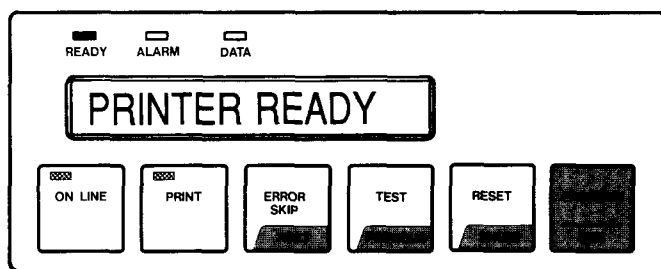 READY ALARM DATA
PRINTER READY
ON LINE PRINT ERROR SKIP TEST RESET